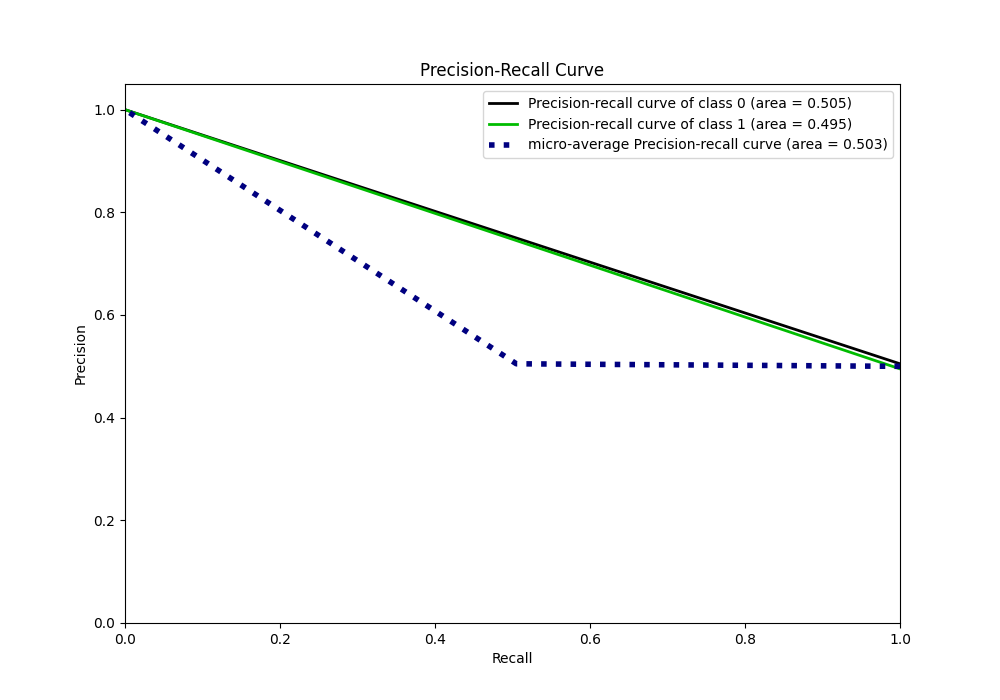 Precision-Recall Curve
Precision-recall curve of class 0 (area = 0.505)
Precision-recall curve of class 1 (area = 0.495)
micro-average Precision-recall curve (area = 0.503)
Precision
1.0
0.8
0.6
0.4
0.2
0.0
0.0 0.2 0.4 0.6 0.8 1.0
Recall